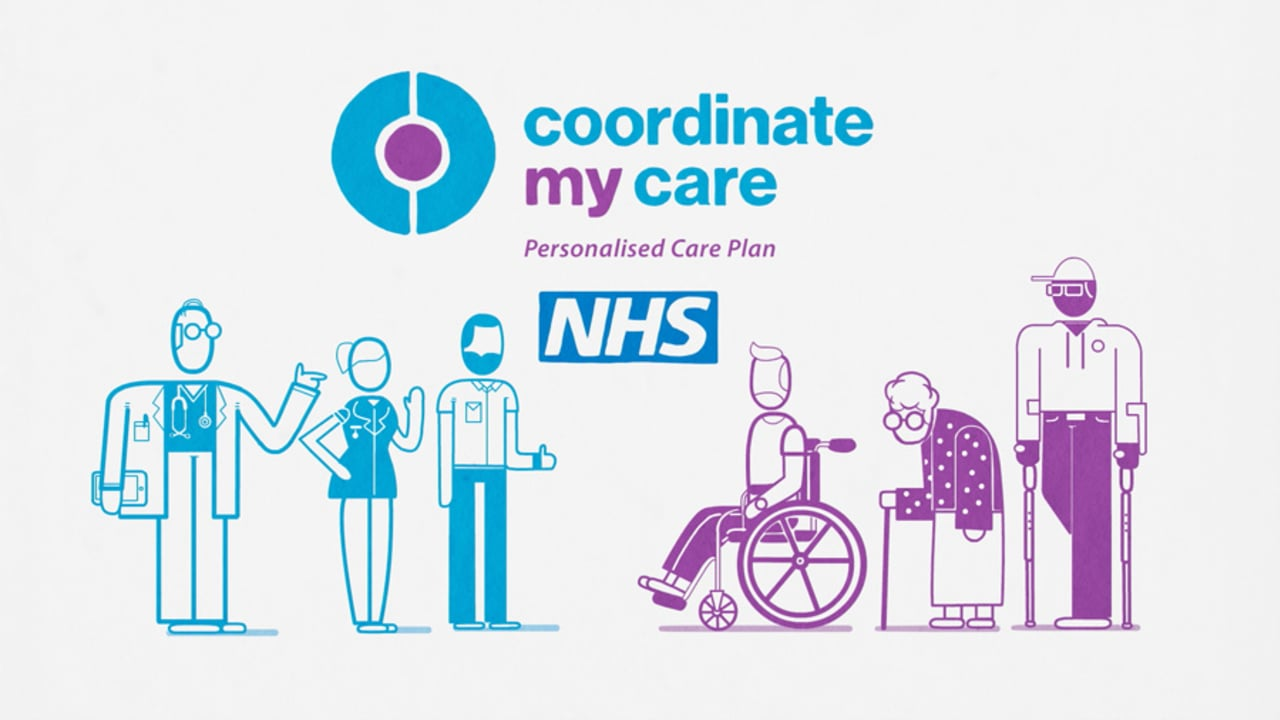 coordinate
my care
Personalised Care Plan
NHS